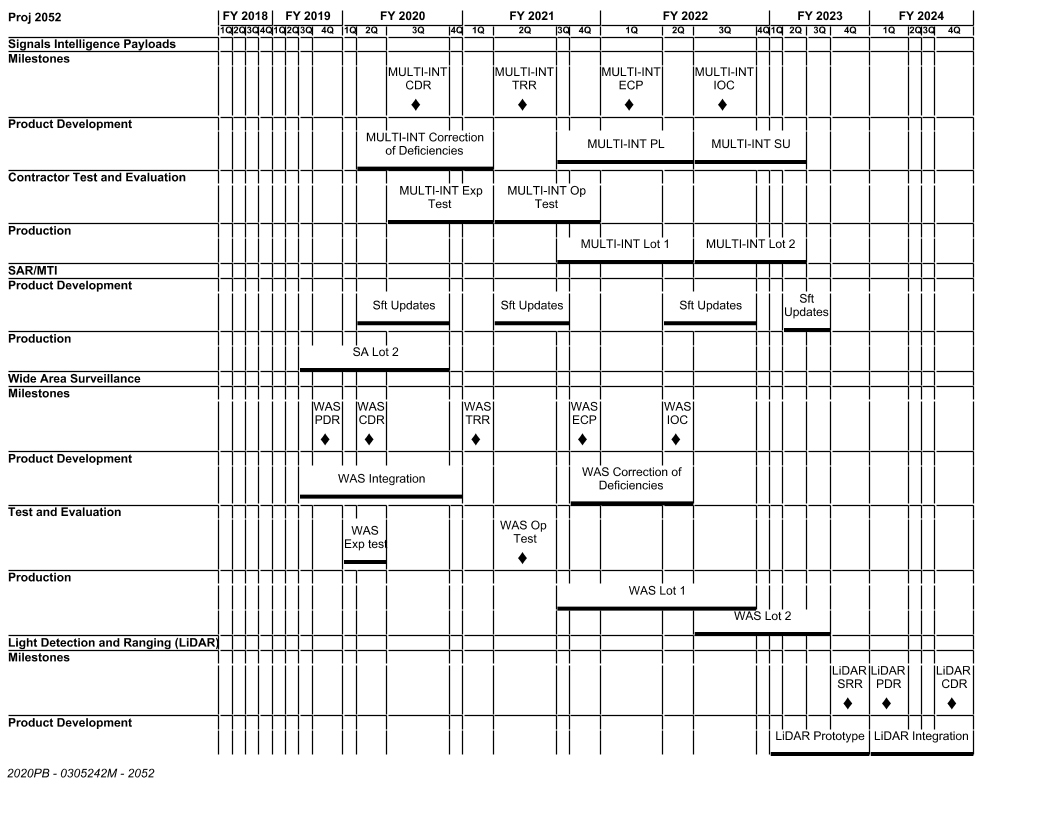 Proj 2052 FY 2018 FY 2019 FY 2020 FY 2021 FY 2022 FY 2023 FY 2024
1Q 2Q 3Q 4Q 1Q 2Q 3Q 4Q 1Q 2Q 3Q 4Q 1Q 2Q 3Q 4Q 1Q 2Q 3Q 4Q 1Q 2Q 3Q 4Q 1Q 2Q 3Q 4Q
Signals Intelligence Payloads
Milestones
MULTI-INT MULTI-INT MULTI-INT MULTI-INT
CDR TRR ECP IOC
Product Development
MULTI-INT Correction
of Deficiencies
MULTI-INT PL MULTI-INT SU
Contractor Test and Evaluation
MULTI-INT Exp MULTI-INT Op
Test Test
Production
MULTI-INT Lot 1 MULTI-INT Lot 2
SAR/MTI
Product Development
Sft Updates Sft Updates Sft Updates Sft
Updates
Production
SA Lot 2
Wide Area Surveillance
Milestones
WAS WAS WAS WAS WAS
PDR CDR TRR ECP IOC
Product Development
WAS Integration
WAS Correction of
Deficiencies
Test and Evaluation
WAS WAS Op
Exp test Test
Production
WAS Lot 1
WAS Lot 2
Light Detection and Ranging (LiDAR)
Milestones
LiDAR LiDAR LiDAR
SRR PDR CDR
Product Development
LiDAR Prototype LiDAR Integration
2020PB - 0305242M - 2052